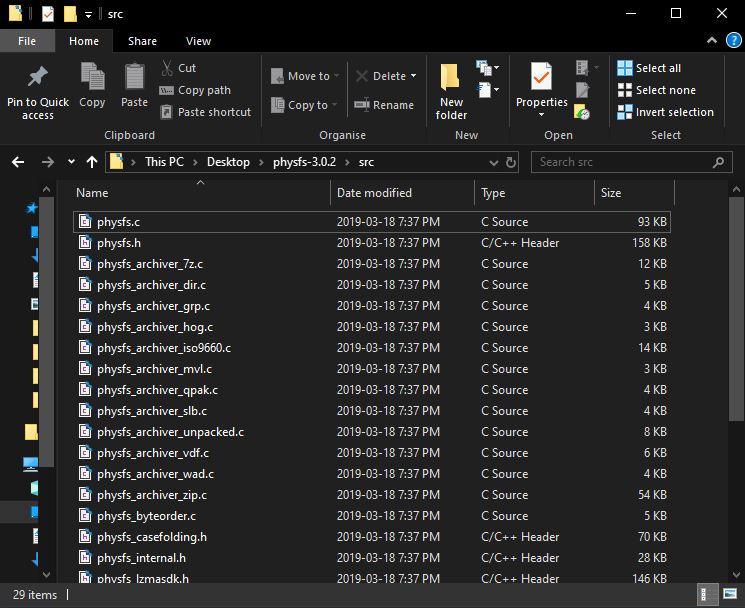 src
File Home Share View
Pin to Quick access
Copy
Paste
Cut
Copy path
Paste shortcut
Clipboard
Move to
Copy to
Delete
Rename
Organise
New folder
New
Properties
Open
Select all
Select none
Invert selection
Select
This PC > Desktop > physfs-3.0.2 > src
Search src
Name Date modified Type Size
physfs.c 2019-03-18 7:37 PM C Source 93 KB
physfs.h 2019-03-18 7:37 PM C/C++ Header 158 KB
physfs_archiver_7z.c 2019-03-18 7:37 PM C Source 12 KB
physfs_archiver_dir.c 2019-03-18 7:37 PM C Source 5 KB
physfs_archiver_grp.c 2019-03-18 7:37 PM C Source 4 KB
physfs_archiver_hog.c 2019-03-18 7:37 PM C Source 3 KB
physfs_archiver_iso9660.c 2019-03-18 7:37 PM C Source 14 KB
physfs_archiver_mvl.c 2019-03-18 7:37 PM C Source 3 KB
physfs_archiver_qpak.c 2019-03-18 7:37 PM C Source 4 KB
physfs_archiver_slb.c 2019-03-18 7:37 PM C Source 4 KB
physfs_archiver_unpacked.c 2019-03-18 7:37 PM C Source 8 KB
physfs_archiver_vdf.c 2019-03-18 7:37 PM C Source 6 KB
physfs_archiver_wad.c 2019-03-18 7:37 PM C Source 4 KB
physfs_archiver_zip.c 2019-03-18 7:37 PM C Source 54 KB
physfs_byteorder.c 2019-03-18 7:37 PM C Source 5 KB
physfs_casefolding.h 2019-03-18 7:37 PM C/C++ Header 70 KB
physfs_internal.h 2019-03-18 7:37 PM C/C++ Header 28 KB
physfs_lzmasdk.h 2019-03-18 7:37 PM C/C++ Header 146 KB
29 items